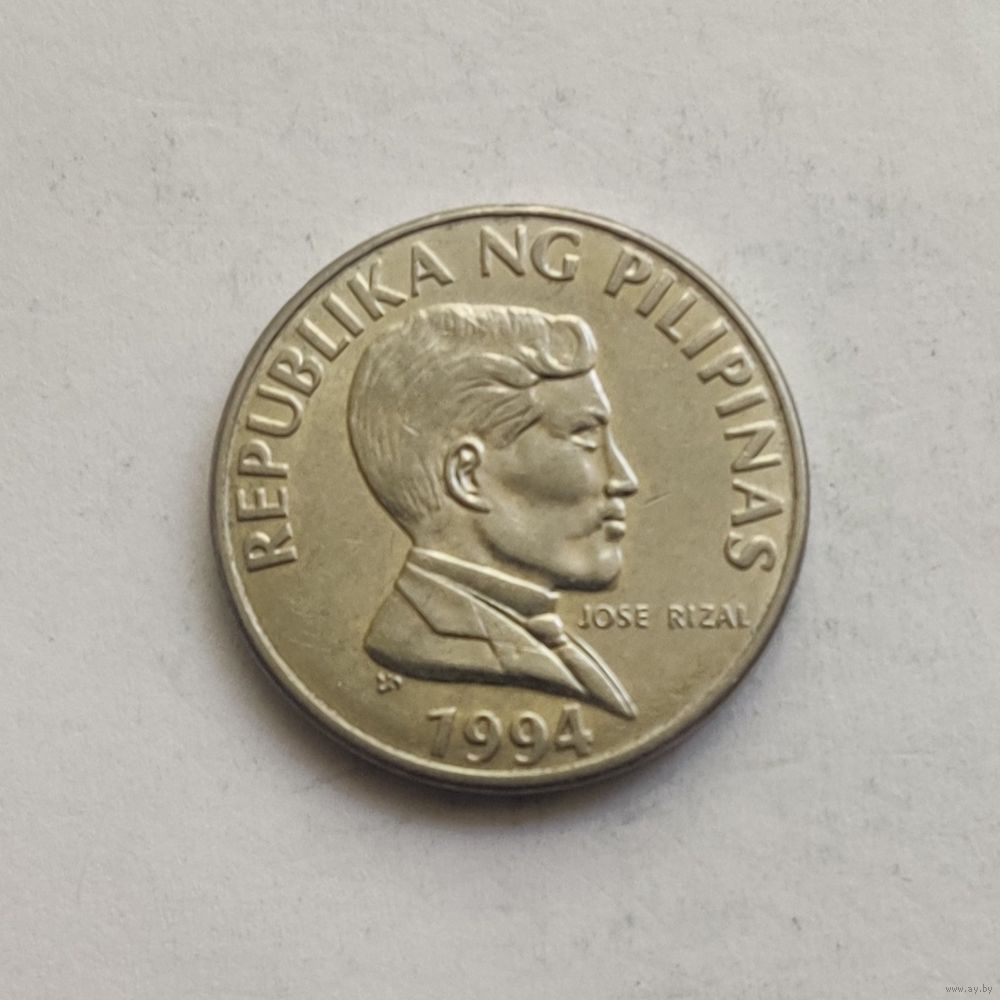 REPUBLIKA NG PILIPINAS
JOSE RIZAL
1994
www.ay.by